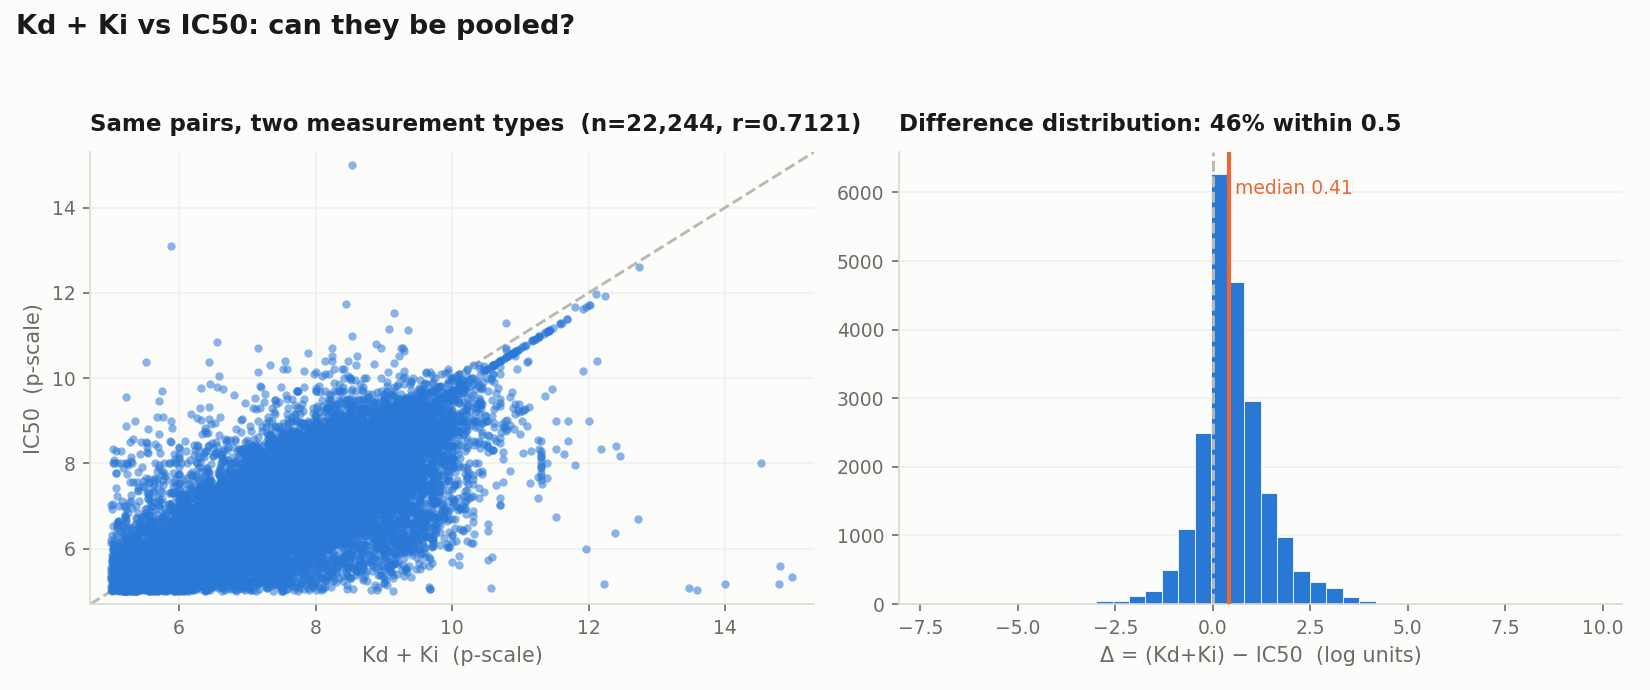 Kd + Ki vs IC50: can they be pooled?
Same pairs, two measurement types (n=22,244, r=0.7121)
14
12
10
8
6
IC50 (p-scale)
6 8 10 12 14
Kd + Ki (p-scale)
Difference distribution: 46% within 0.5
median 0.41
6000
5000
4000
3000
2000
1000
0
−7.5 −5.0 −2.5 0.0 2.5 5.0 7.5 10.0
Δ = (Kd+Ki) − IC50 (log units)